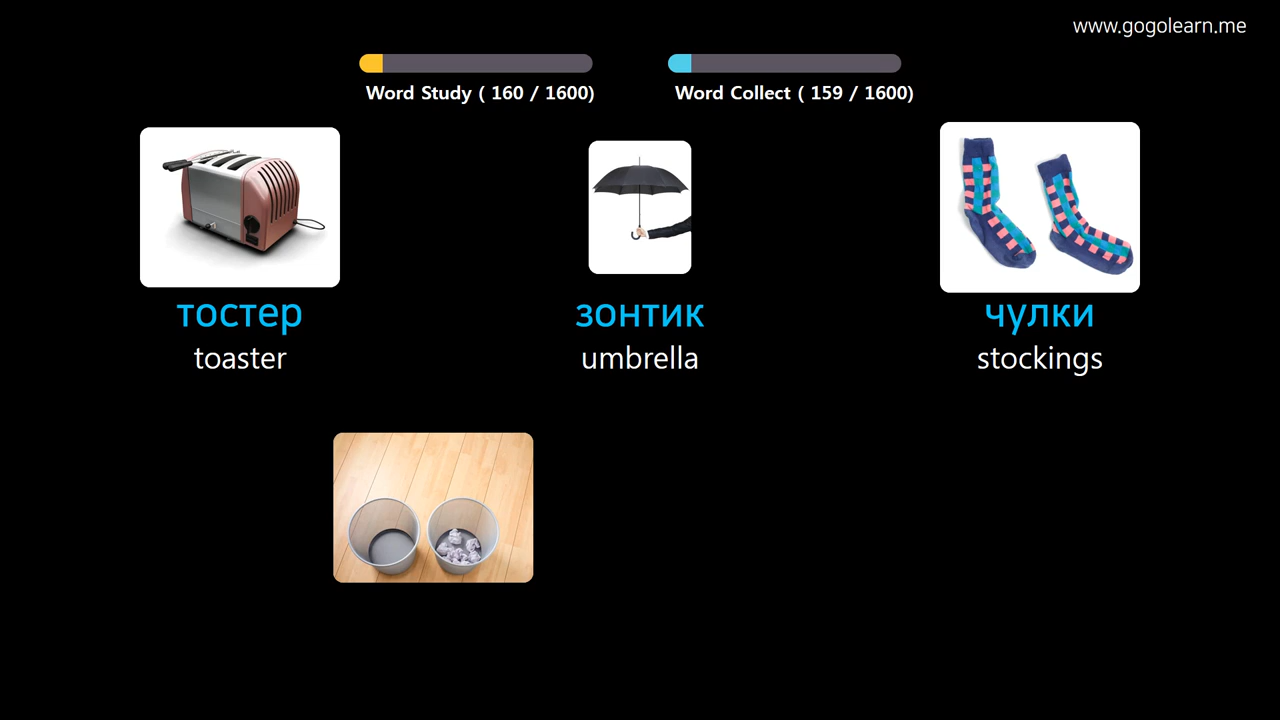 www.gogolearn.me
Word Study ( 160 / 1600)
Word Collect ( 159 / 1600)
тостер
toaster
зонтик
umbrella
чулки
stockings